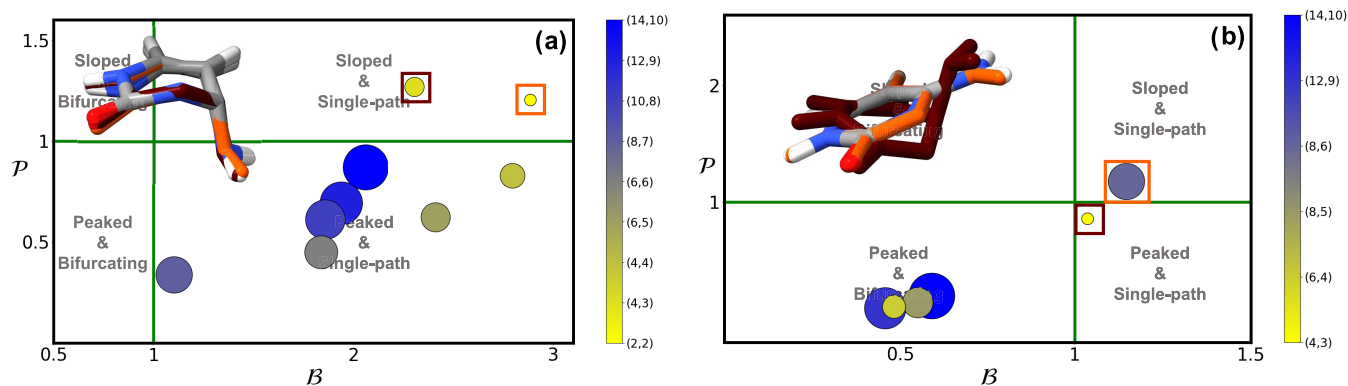 (a)
1.5
1
0.5
𝒫
Sloped
&
Bifurcating
Sloped
&
Single-path
Peaked
&
Bifurcating
Peaked
&
Single-path
0.5
1
2
3
ℬ
(14,10)
(12,9)
(10,8)
(8,7)
(6,6)
(6,5)
(4,4)
(4,3)
(2,2)
(b)
2
1
𝒫
Sloped
&
Bifurcating
Sloped
&
Single-path
Peaked
&
Bifurcating
Peaked
&
Single-path
0.5
1
1.5
ℬ
(14,10)
(12,9)
(8,6)
(8,5)
(6,4)
(4,3)